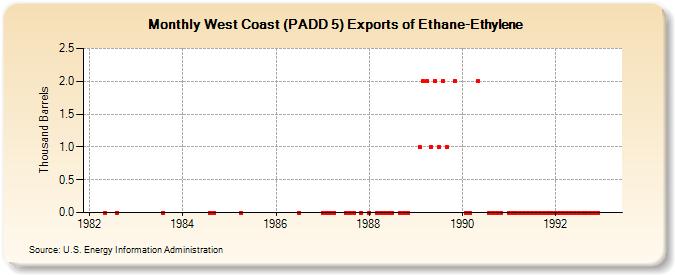 Monthly West Coast (PADD 5) Exports of Ethane-Ethylene
Thousand Barrels
2.5
2.0
1.5
1.0
0.5
0.0
1982 1984 1986 1988 1990 1992
Source: U.S. Energy Information Administration